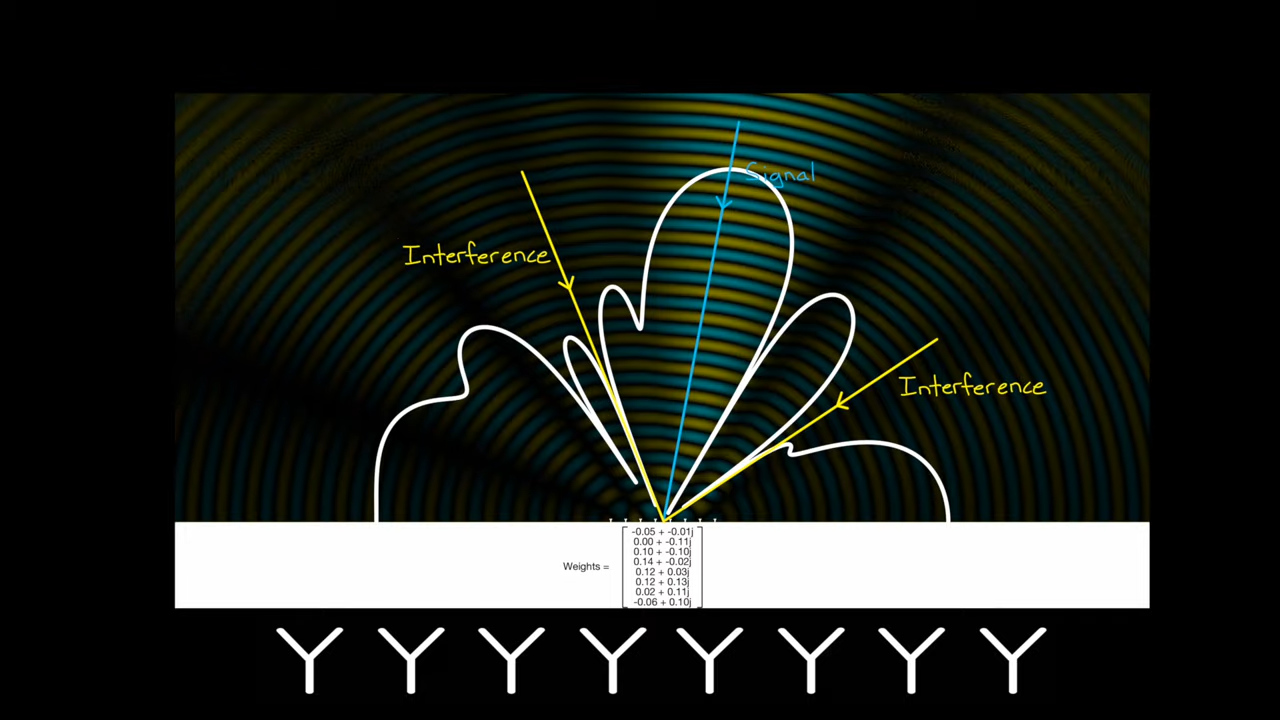 Signal
Interference
Interference
Weights =
-0.05 + -0.01j
0.00 + -0.11j
0.10 + -0.10j
0.14 + -0.02j
0.12 + 0.03j
0.12 + 0.13j
0.02 + 0.11j
-0.06 + 0.10j